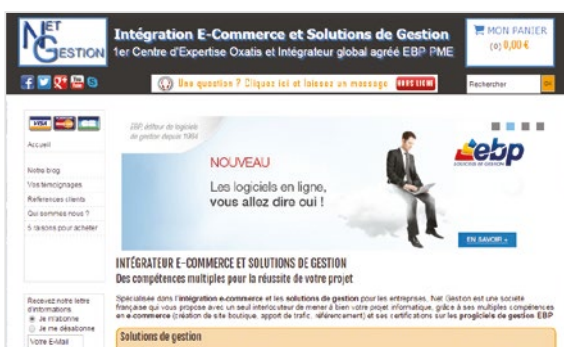 NET GESTION
Intégration E-Commerce et Solutions de Gestion
1er Centre d'Expertise Oxatis et Intégrateur global agréé EBP PME
MON PANIER
(0) 0,00 €
Une question ? Cliquez ici et laissez un message HORS LIGNE
Rechercher
VISA
Accueil
Notre blog
Vos témoignages
Références clients
Qui sommes nous ?
5 raisons pour acheter
EBP, éditeur de logiciels
de gestion depuis 1984
NOUVEAU
Les logiciels en ligne,
vous allez dire oui !
ebp
LOGICIELS DE GESTION
EN SAVOIR +
INTÉGRATEUR E-COMMERCE ET SOLUTIONS DE GESTION
Des compétences multiples pour la réussite de votre projet
Spécialisée dans l'intégration e-commerce et les solutions de gestion pour les entreprises, Net Gestion est une société
française qui vous propose avec un seul interlocuteur de mener à bien votre projet informatique, grâce à ses multiples compétences
en e-commerce (création de site boutique, apport de trafic, référencement) et ses certifications sur les progiciels de gestion EBP
Solutions de gestion
Recevez notre lettre
d'informations
Je m'abonne
Je me désabonne
Votre E-Mail